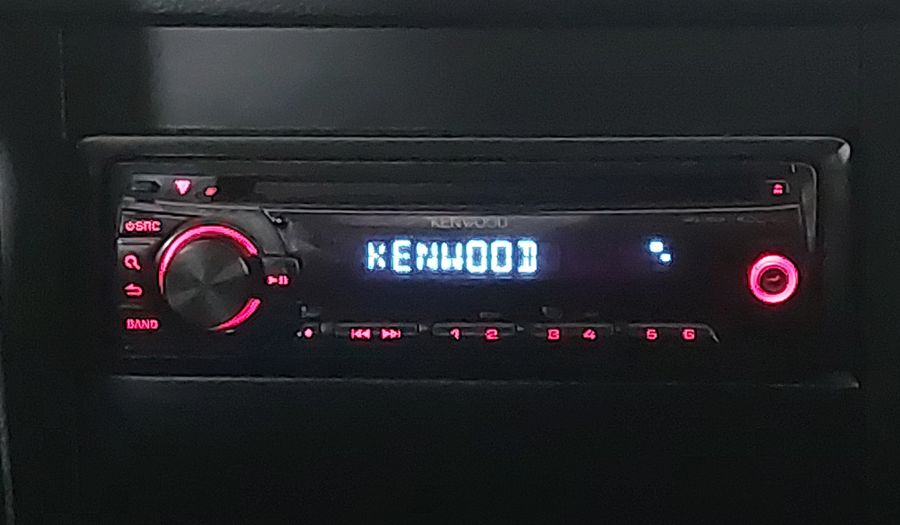 KENWOOD
SRC
KENWOOD
BAND
1 2 3 4 5 6